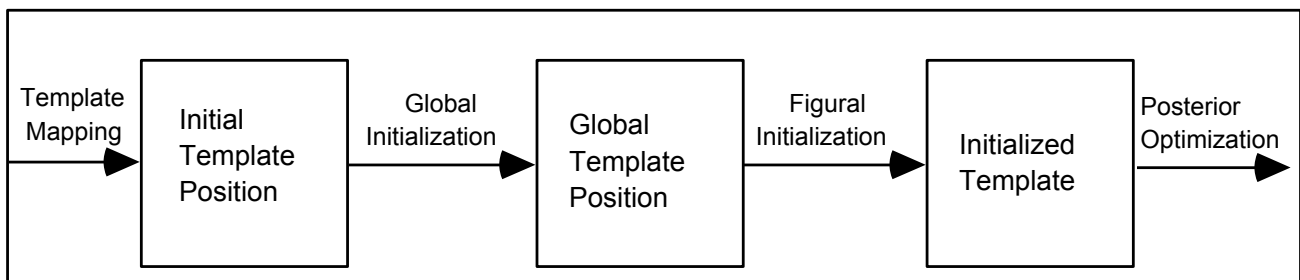 Template
Mapping
Initial
Template
Position
Global
Initialization
Global
Template
Position
Figural
Initialization
Initialized
Template
Posterior
Optimization